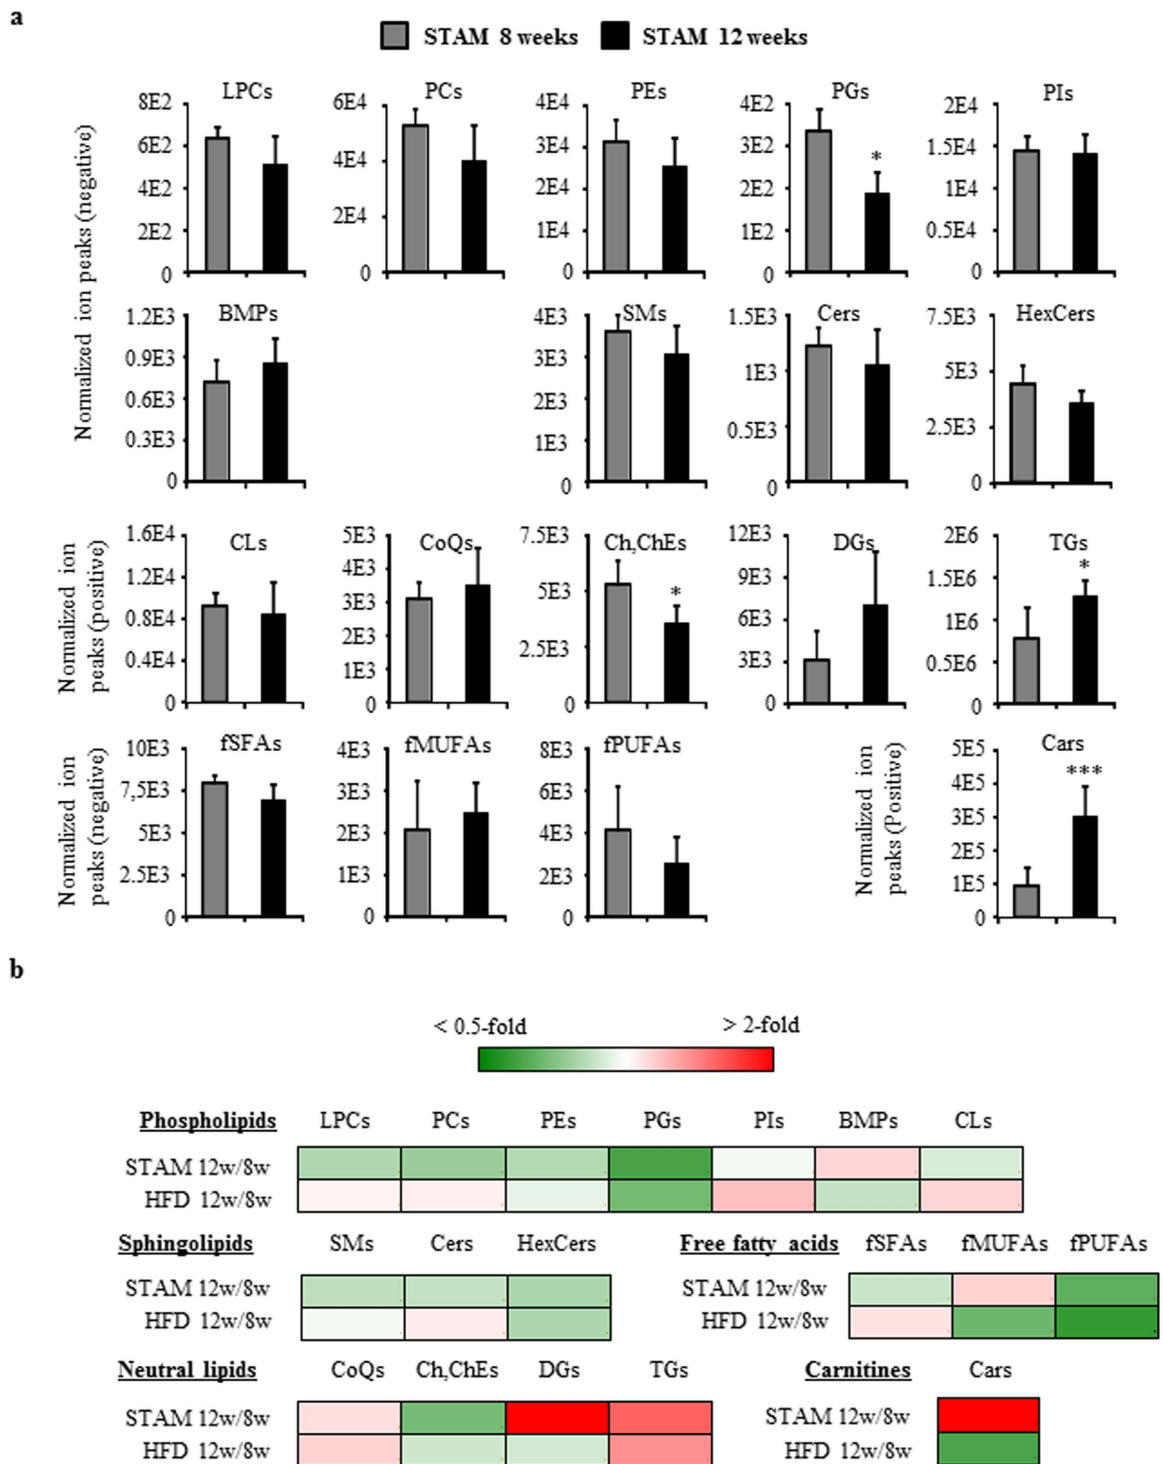 a
STAM 8 weeks STAM 12 weeks
Normalized ion peaks (negative)
LPCs PCs PEs PGs PIs
8E2 6E4 4E4 4E2 2E4
6E2 4E4 3E4 3E2 1.5E4
4E2 2E4 2E4 2E2 * 1E4
2E2 1E4 1E2 0.5E4
0 0 0 0 0
BMPs SMs Cers HexCers
1.2E3 4E3 1.5E3 7.5E3
0.9E3 3E3 1E3 5E3
0.6E3 2E3 0.5E3 2.5E3
0.3E3 1E3
0 0 0 0
Normalized ion
peaks (positive)
CLs CoQs Ch,ChEs DGs TGs
1.6E4 5E3 7.5E3 12E3 2E6
1.2E4 4E3 5E3 9E3 1.5E6 *
0.8E4 3E3 * 6E3 1E6
0.4E4 2E3 2.5E3 3E3 0.5E6
1E3
0 0 0 0 0
Normalized ion
peaks (negative)
fSFAs fMUFAs fPUFAs
10E3 4E3 8E3
7,5E3 3E3 6E3
5E3 2E3 4E3
2.5E3 1E3 2E3
0 0 0
Normalized ion
peaks (Positive)
Cars
5E5
***
4E5
3E5
2E5
1E5
0
b
< 0.5-fold > 2-fold
Phospholipids LPCs PCs PEs PGs PIs BMPs CLs
STAM 12w/8w
HFD 12w/8w
Sphingolipids SMs Cers HexCers
STAM 12w/8w
HFD 12w/8w
Free fatty acids fSFAs fMUFAs fPUFAs
STAM 12w/8w
HFD 12w/8w
Neutral lipids CoQs Ch,ChEs DGs TGs
STAM 12w/8w
HFD 12w/8w
Carnitines Cars
STAM 12w/8w
HFD 12w/8w